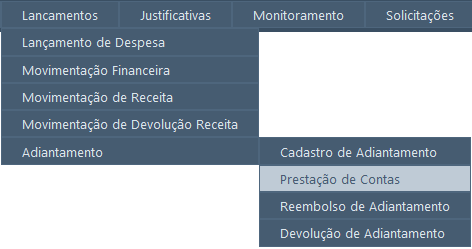 Lancamentos Justificativas Monitoramento Solicitações
Lançamento de Despesa
Movimentação Financeira
Movimentação de Receita
Movimentação de Devolução Receita
Adiantamento Cadastro de Adiantamento
Prestação de Contas
Reembolso de Adiantamento
Devolução de Adiantamento